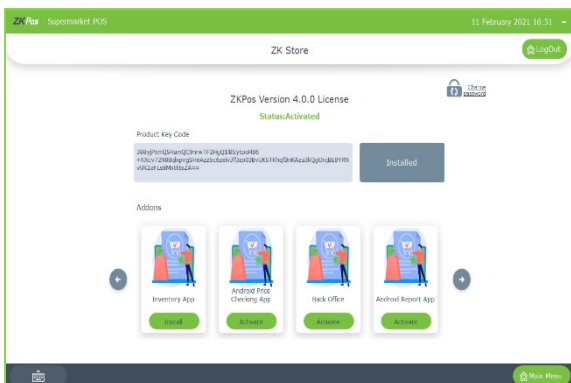 ZKPos Supermarket POS
11 February 2021 16:51
ZK Store
LogOut
Change
password
ZKPos Version 4.0.0 License
Status:Activated
Product Key Code
Installed
Addons
Inventory App
Android Price
Checking App
Back Office
Android Report App
Install
Activate
Activate
Activate
Main Menu